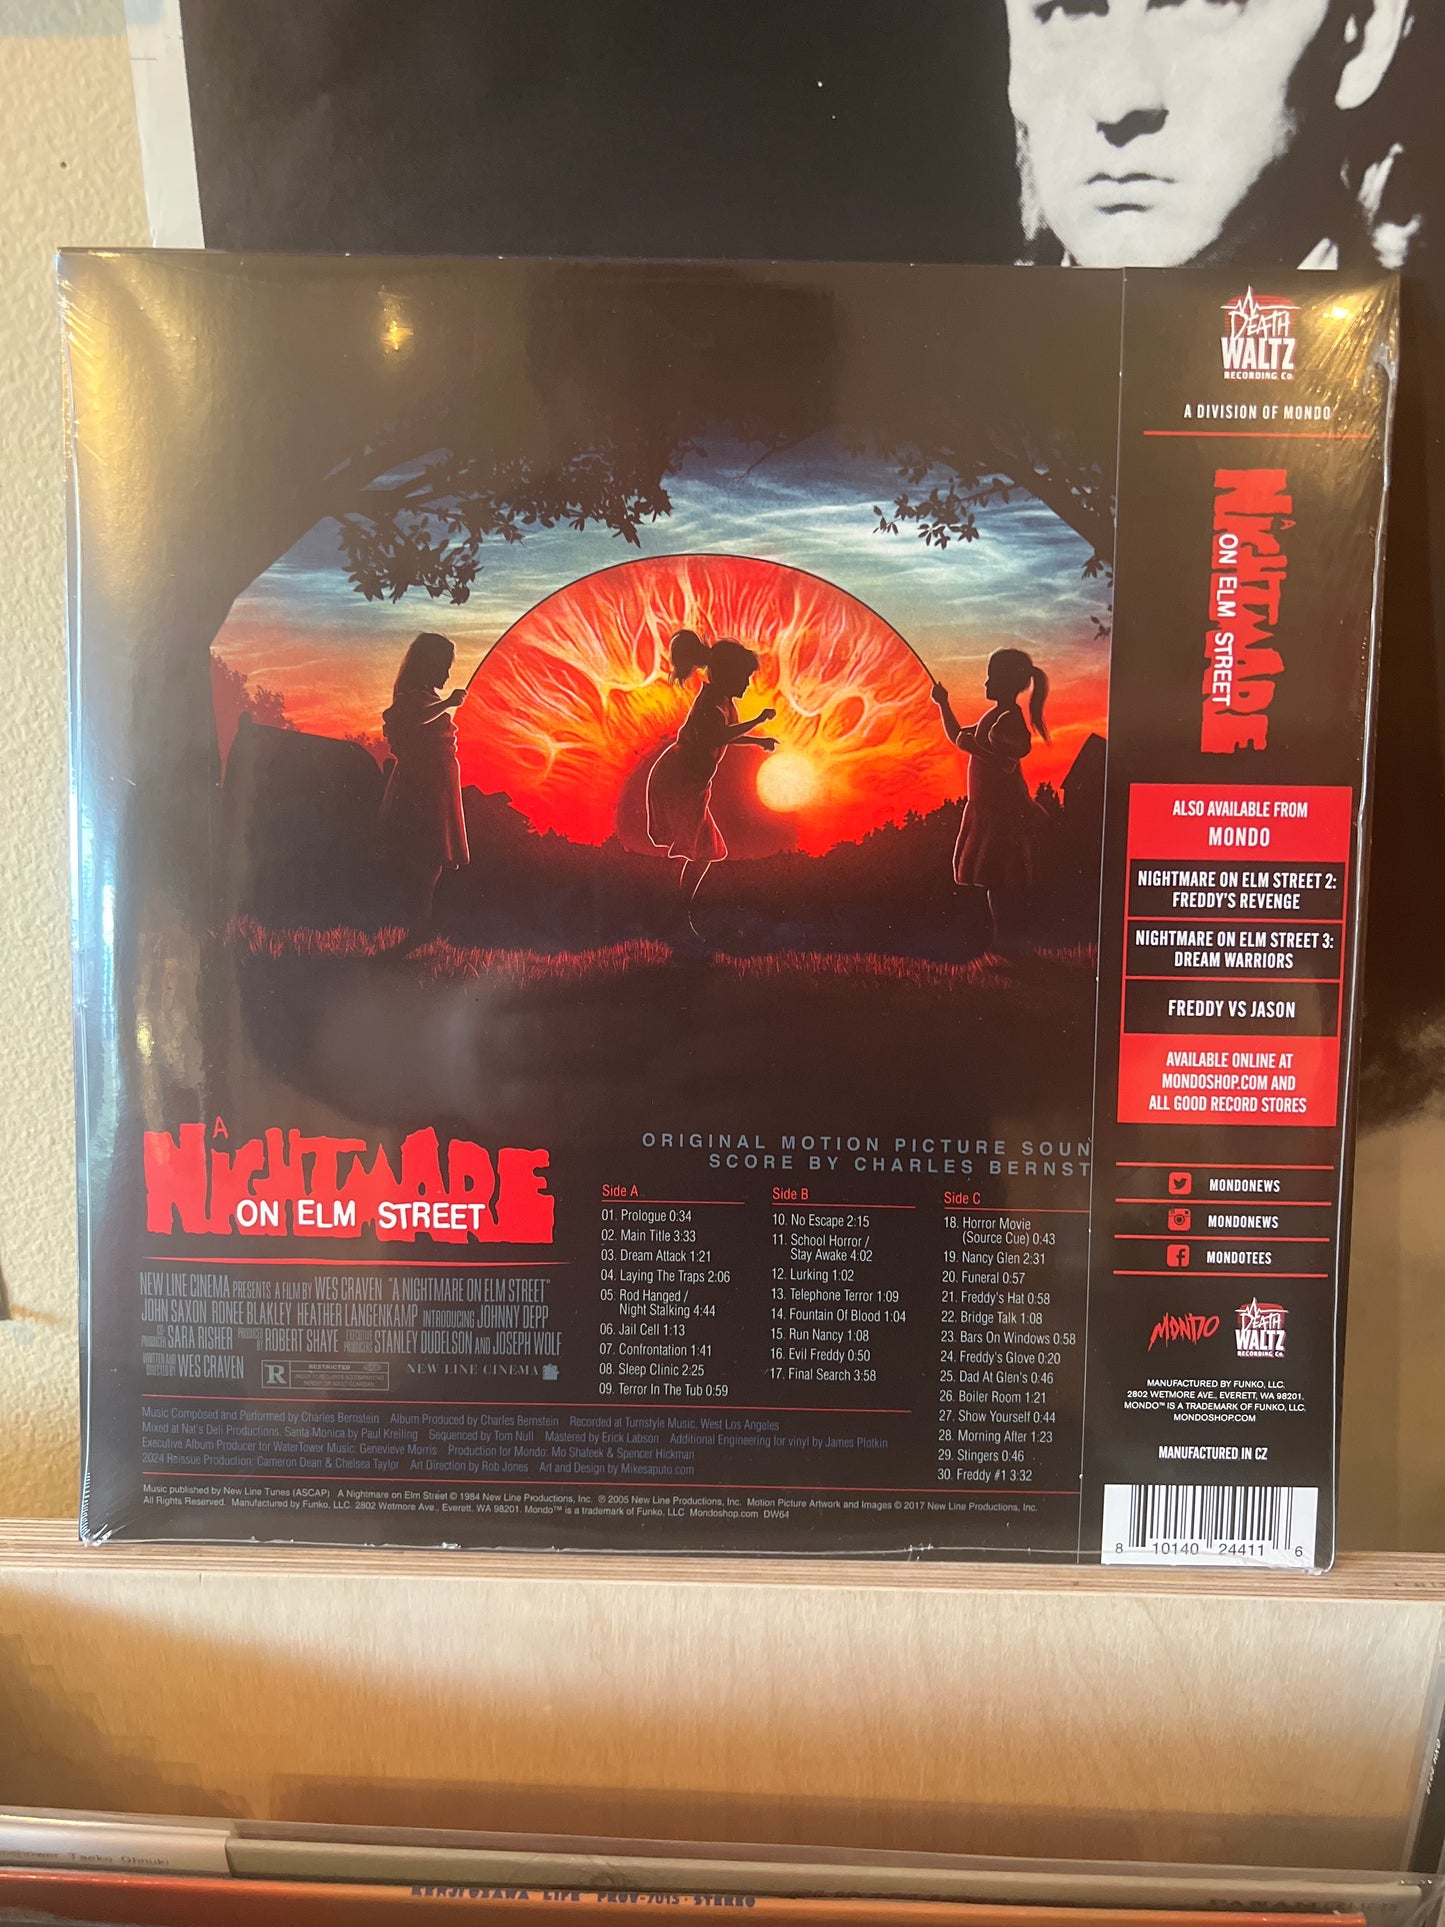 DEATH
WALTZ
RECORDING Co.
A DIVISION OF MONDO
A
NIGHTMARE
ON ELM STREET
ALSO AVAILABLE FROM
MONDO
NIGHTMARE ON ELM STREET 2:
FREDDY'S REVENGE
NIGHTMARE ON ELM STREET 3:
DREAM WARRIORS
FREDDY VS JASON
AVAILABLE ONLINE AT
MONDOSHOP.COM AND
ALL GOOD RECORD STORES
MONDONEWS
MONDONEWS
MONDOTEES
MONDO
DEATH
WALTZ
RECORDING Co.
MANUFACTURED BY FUNKO, LLC.
2802 WETMORE AVE., EVERETT, WA 98201.
MONDO™ IS A TRADEMARK OF FUNKO, LLC.
MONDOSHOP.COM
MANUFACTURED IN CZ
8 10140 24411 6
A
NIGHTMARE
ON ELM STREET
ORIGINAL MOTION PICTURE SOUN
SCORE BY CHARLES BERNST
Side A
01. Prologue 0:34
02. Main Title 3:33
03. Dream Attack 1:21
04. Laying The Traps 2:06
05. Rod Hanged /
Night Stalking 4:44
06. Jail Cell 1:13
07. Confrontation 1:41
08. Sleep Clinic 2:25
09. Terror In The Tub 0:59
Side B
10. No Escape 2:15
11. School Horror /
Stay Awake 4:02
12. Lurking 1:02
13. Telephone Terror 1:09
14. Fountain Of Blood 1:04
15. Run Nancy 1:08
16. Evil Freddy 0:50
17. Final Search 3:58
Side C
18. Horror Movie
(Source Cue) 0:43
19. Nancy Glen 2:31
20. Funeral 0:57
21. Freddy's Hat 0:58
22. Bridge Talk 1:08
23. Bars On Windows 0:58
24. Freddy's Glove 0:20
25. Dad At Glen's 0:46
26. Boiler Room 1:21
27. Show Yourself 0:44
28. Morning After 1:23
29. Stingers 0:46
30. Freddy #1 3:32
NEW LINE CINEMA PRESENTS A FILM BY WES CRAVEN "A NIGHTMARE ON ELM STREET"
JOHN SAXON RONEE BLAKLEY HEATHER LANGENKAMP INTRODUCING JOHNNY DEPP
CO-PRODUCER SARA RISHER PRODUCED BY ROBERT SHAYE EXECUTIVE PRODUCERS STANLEY DUDELSON AND JOSEPH WOLF
WRITTEN AND DIRECTED BY WES CRAVEN
R RESTRICTED
NEW LINE CINEMA
Music Composed and Performed by Charles Bernstein Album Produced by Charles Bernstein Recorded at Turnstyle Music, West Los Angeles
Mixed at Nat's Deli Productions, Santa Monica by Paul Kreiling Sequenced by Tom Null Mastered by Erick Labson Additional Engineering for vinyl by James Plotkin
Executive Album Producer for WaterTower Music: Genevieve Morris Production for Mondo: Mo Shafeek & Spencer Hickman
2024 Reissue Production: Cameron Dean & Chelsea Taylor Art Direction by Rob Jones Art and Design by Mikesaputo.com
Music published by New Line Tunes (ASCAP) A Nightmare on Elm Street © 1984 New Line Productions, Inc. ℗ 2005 New Line Productions, Inc. Motion Picture Artwork and Images © 2017 New Line Productions, Inc.
All Rights Reserved. Manufactured by Funko, LLC. 2802 Wetmore Ave., Everett, WA 98201. Mondo™ is a trademark of Funko, LLC Mondoshop.com DW64
Taeko Ohnuki
STEREO